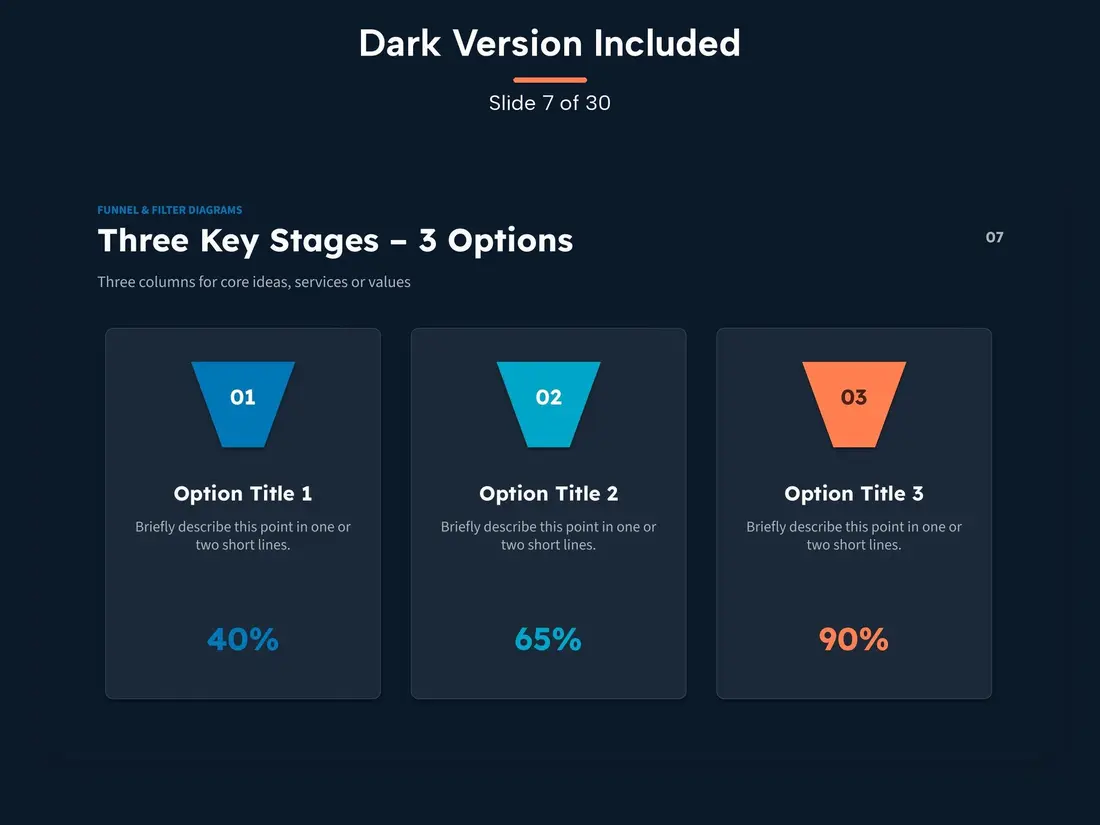 Dark Version Included
Slide 7 of 30
FUNNEL & FILTER DIAGRAMS
Three Key Stages – 3 Options
07
Three columns for core ideas, services or values
01
Option Title 1
Briefly describe this point in one or
two short lines.
40%
02
Option Title 2
Briefly describe this point in one or
two short lines.
65%
03
Option Title 3
Briefly describe this point in one or
two short lines.
90%